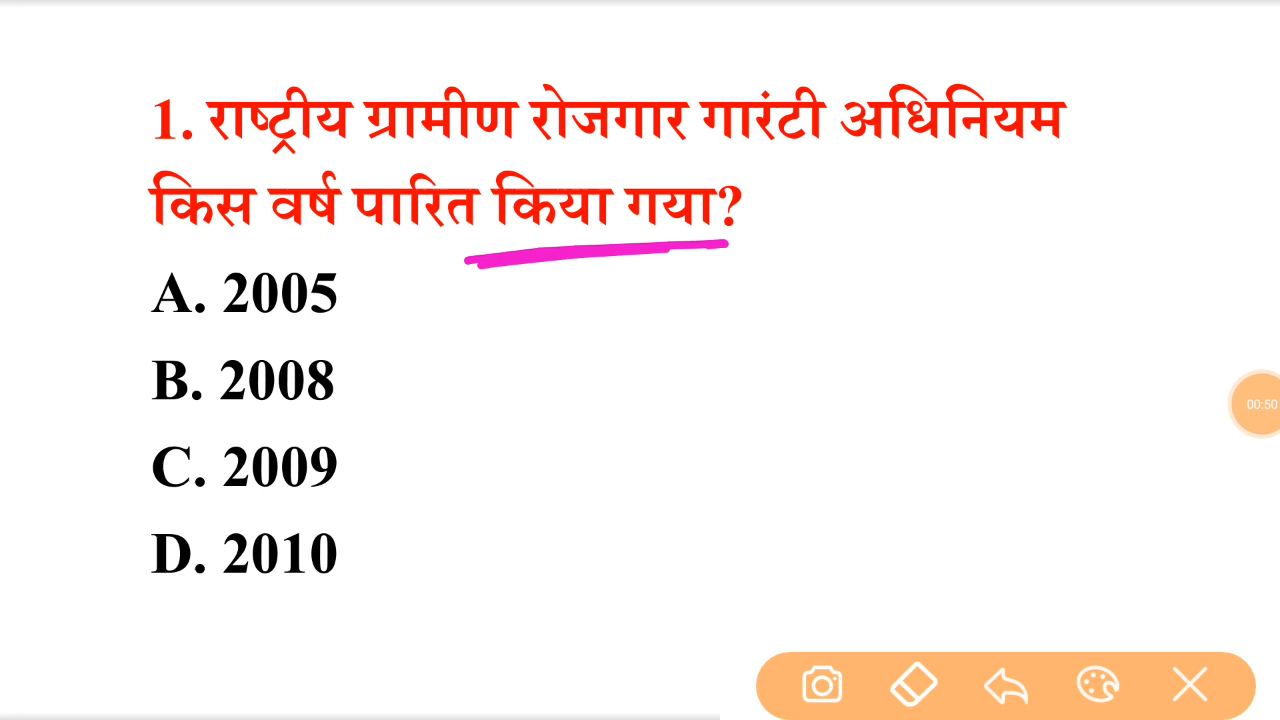 1. राष्ट्रीय ग्रामीण रोजगार गारंटी अधिनियम
किस वर्ष पारित किया गया?
A. 2005
B. 2008
C. 2009
D. 2010
00:50